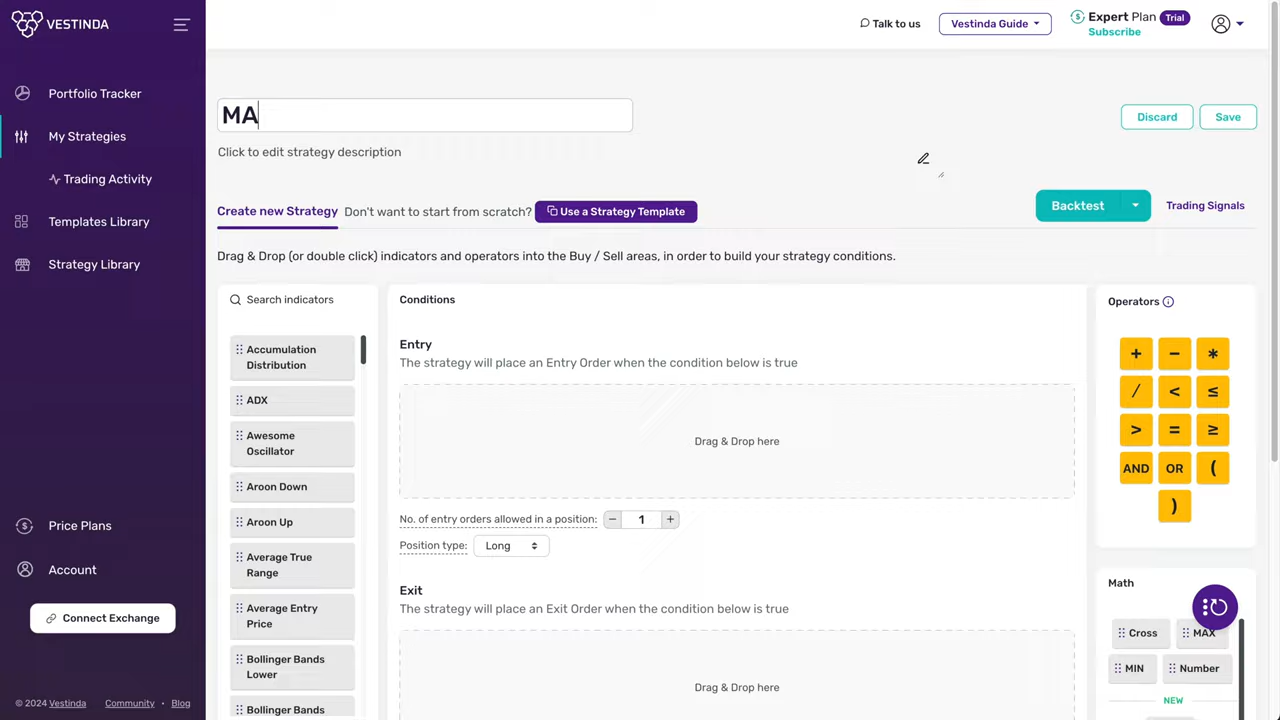 VESTINDA
Talk to us
Vestinda Guide
Expert Plan Trial
Subscribe
Portfolio Tracker
My Strategies
Trading Activity
Templates Library
Strategy Library
Price Plans
Account
Connect Exchange
© 2024 Vestinda Community • Blog
MA
Discard
Save
Click to edit strategy description
Create new Strategy
Don't want to start from scratch?
Use a Strategy Template
Backtest
Trading Signals
Drag & Drop (or double click) indicators and operators into the Buy / Sell areas, in order to build your strategy conditions.
Search indicators
Accumulation
Distribution
ADX
Awesome
Oscillator
Aroon Down
Aroon Up
Average True
Range
Average Entry
Price
Bollinger Bands
Lower
Bollinger Bands
Conditions
Entry
The strategy will place an Entry Order when the condition below is true
Drag & Drop here
No. of entry orders allowed in a position: − 1 +
Position type: Long
Exit
The strategy will place an Exit Order when the condition below is true
Drag & Drop here
Operators
+ − *
/ < ≤
> = ≥
AND OR (
)
Math
Cross MAX
MIN Number
NEW